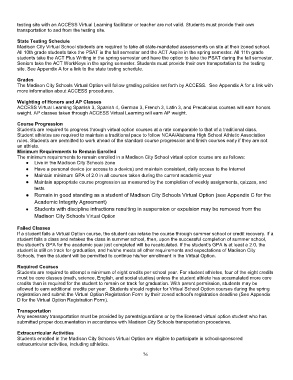 testing site with an ACCESS Virtual Learning facilitator or teacher are not valid. Students must provide their own
transportation to and from the testing site.
State Testing Schedule
Madison City Virtual School students are required to take all state-mandated assessments on site at their zoned school.
All 10th grade students take the PSAT in the fall semester and the ACT Aspire in the spring semester. All 11th grade
students take the ACT Plus Writing in the spring semester and have the option to take the PSAT during the fall semester.
Seniors take the ACT WorkKeys in the spring semester. Students must provide their own transportation to the testing
site. See Appendix A for a link to the state testing schedule.
Grades
The Madison City Schools Virtual Option will follow grading policies set forth by ACCESS. See Appendix A for a link with
more information about ACCESS procedures.
Weighting of Honors and AP Classes
ACCESS Virtual Learning Spanish 3, Spanish 4, German 3, French 3, Latin 3, and Precalculus courses will earn honors
weight. AP classes taken through ACCESS Virtual Learning will earn AP weight.
Course Progression
Students are required to progress through virtual option courses at a rate comparable to that of a traditional class.
Student athletes are required to maintain a traditional pace to follow NCAA/Alabama High School Athletic Association
rules. Students are permitted to work ahead of the standard course progression and finish courses early if they are not
an athlete.
Minimum Requirements to Remain Enrolled
The minimum requirements to remain enrolled in a Madison City School virtual option course are as follows:
● Live in the Madison City Schools zone
● Have a personal device (or access to a device) and maintain consistent, daily access to the Internet
● Maintain minimum GPA of 2.0 in all courses taken during the current academic year
● Maintain appropriate course progression as measured by the completion of weekly assignments, quizzes, and
tests
● Remain in good standing as a student of Madison City Schools Virtual Option (see Appendix C for the
Academic Integrity Agreement)
● Students with discipline infractions resulting in suspension or expulsion may be removed from the
Madison City Schools Virtual Option
Failed Classes
If a student fails a Virtual Option course, the student can retake the course through summer school or credit recovery. If a
student fails a class and retakes the class in summer school, then, upon the successful completion of summer school,
the student's GPA for the academic year just completed will be recalculated. If the student's GPA is at least a 2.0, the
student is still on track for graduation, and he/she meets all other requirements and expectations of Madison City
Schools, then the student will be permitted to continue his/her enrollment in the Virtual Option.
Required Courses
Students are required to attempt a minimum of eight credits per school year. For student athletes, four of the eight credits
must be core classes (math, science, English, and social studies) unless the student athlete has accumulated more core
credits than is required for the student to remain on track for graduation. With parent permission, students may be
allowed to earn additional credits per year. Students should register for Virtual School Option courses during the spring
registration and submit the Virtual Option Registration Form by their zoned school's registration deadline (See Appendix
D for the Virtual Option Registration Form).
Transportation
Any necessary transportation must be provided by parents/guardians or by the licensed virtual option student who has
submitted proper documentation in accordance with Madison City Schools transportation procedures.
Extracurricular Activities
Students enrolled in the Madison City Schools Virtual Option are eligible to participate in school-sponsored
extracurricular activities, including athletics.